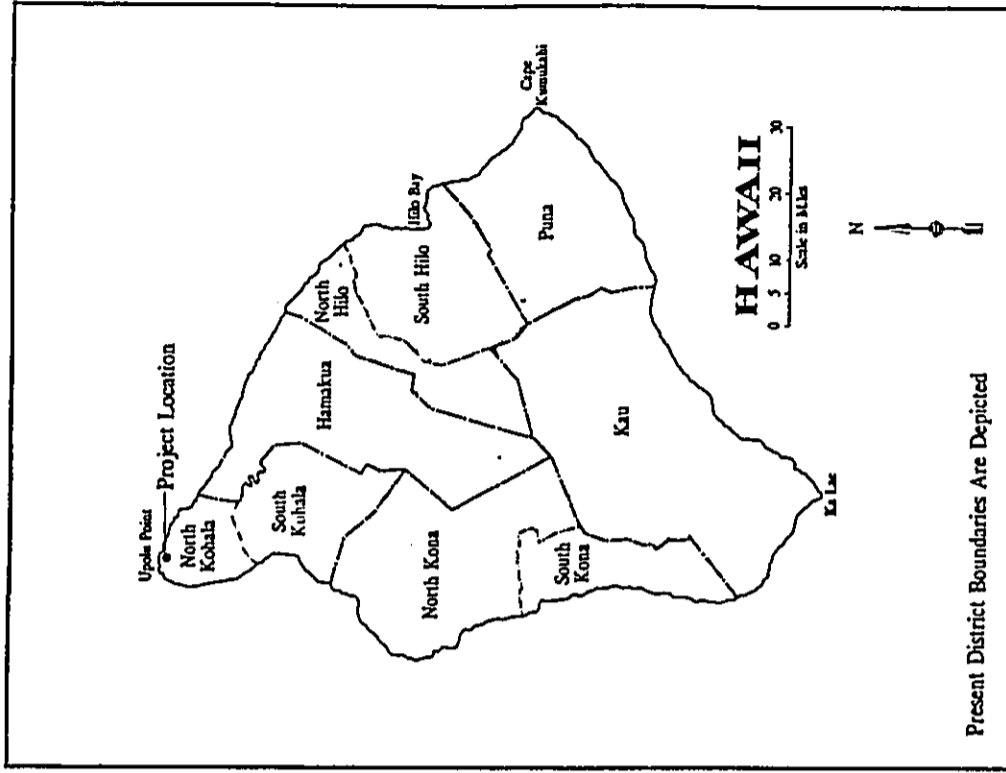 Upolu Point
Project Location
North
Kohala
South
Kohala
Hamakua
North
Hilo
South Hilo
Hilo Bay
North Kona
South
Kona
Kau
Puna
Cape
Kumukahi
Ka Lae
HAWAII
0 5 10 20 30
Scale in Miles
N
Present District Boundaries Are Depicted